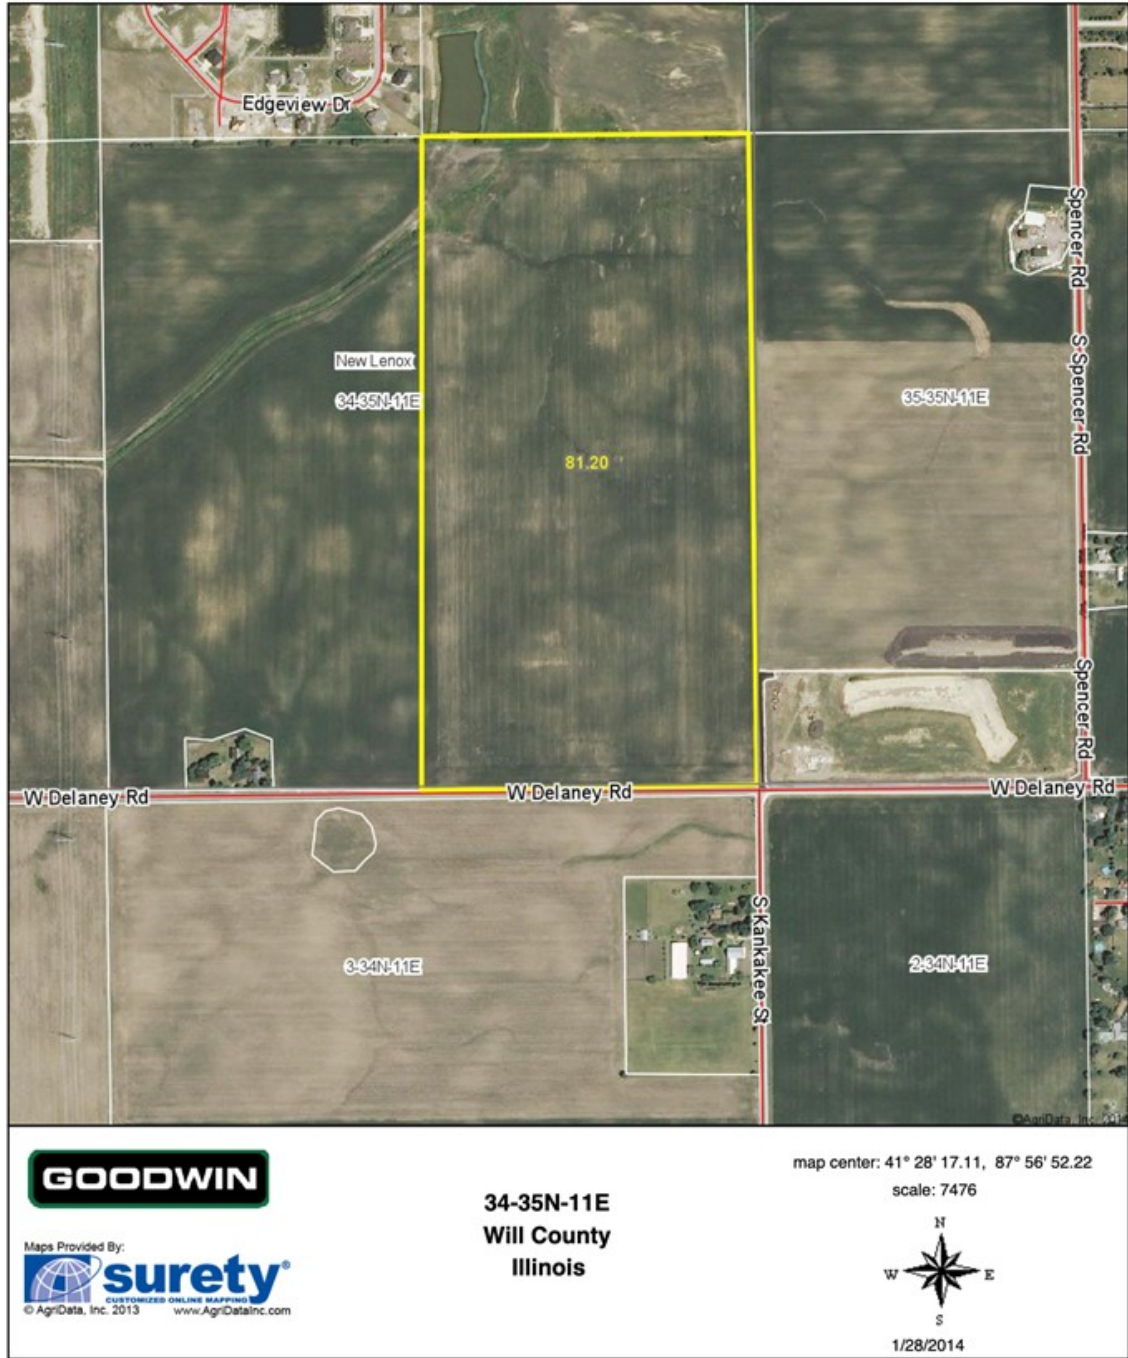 Edgeview Dr
Spencer Rd
S Spencer Rd
New Lenox
34-35N-11E
35-35N-11E
81.20
Spencer Rd
W Delaney Rd
W Delaney Rd
W Delaney Rd
S Kankakee St
3-34N-11E
2-34N-11E
©AgriData, Inc. 2014
GOODWIN
Maps Provided By:
surety®
CUSTOMIZED ONLINE MAPPING
© AgriData, Inc. 2013
www.AgriDataInc.com
34-35N-11E
Will County
Illinois
map center: 41° 28' 17.11, 87° 56' 52.22
scale: 7476
N
W
E
S
1/28/2014